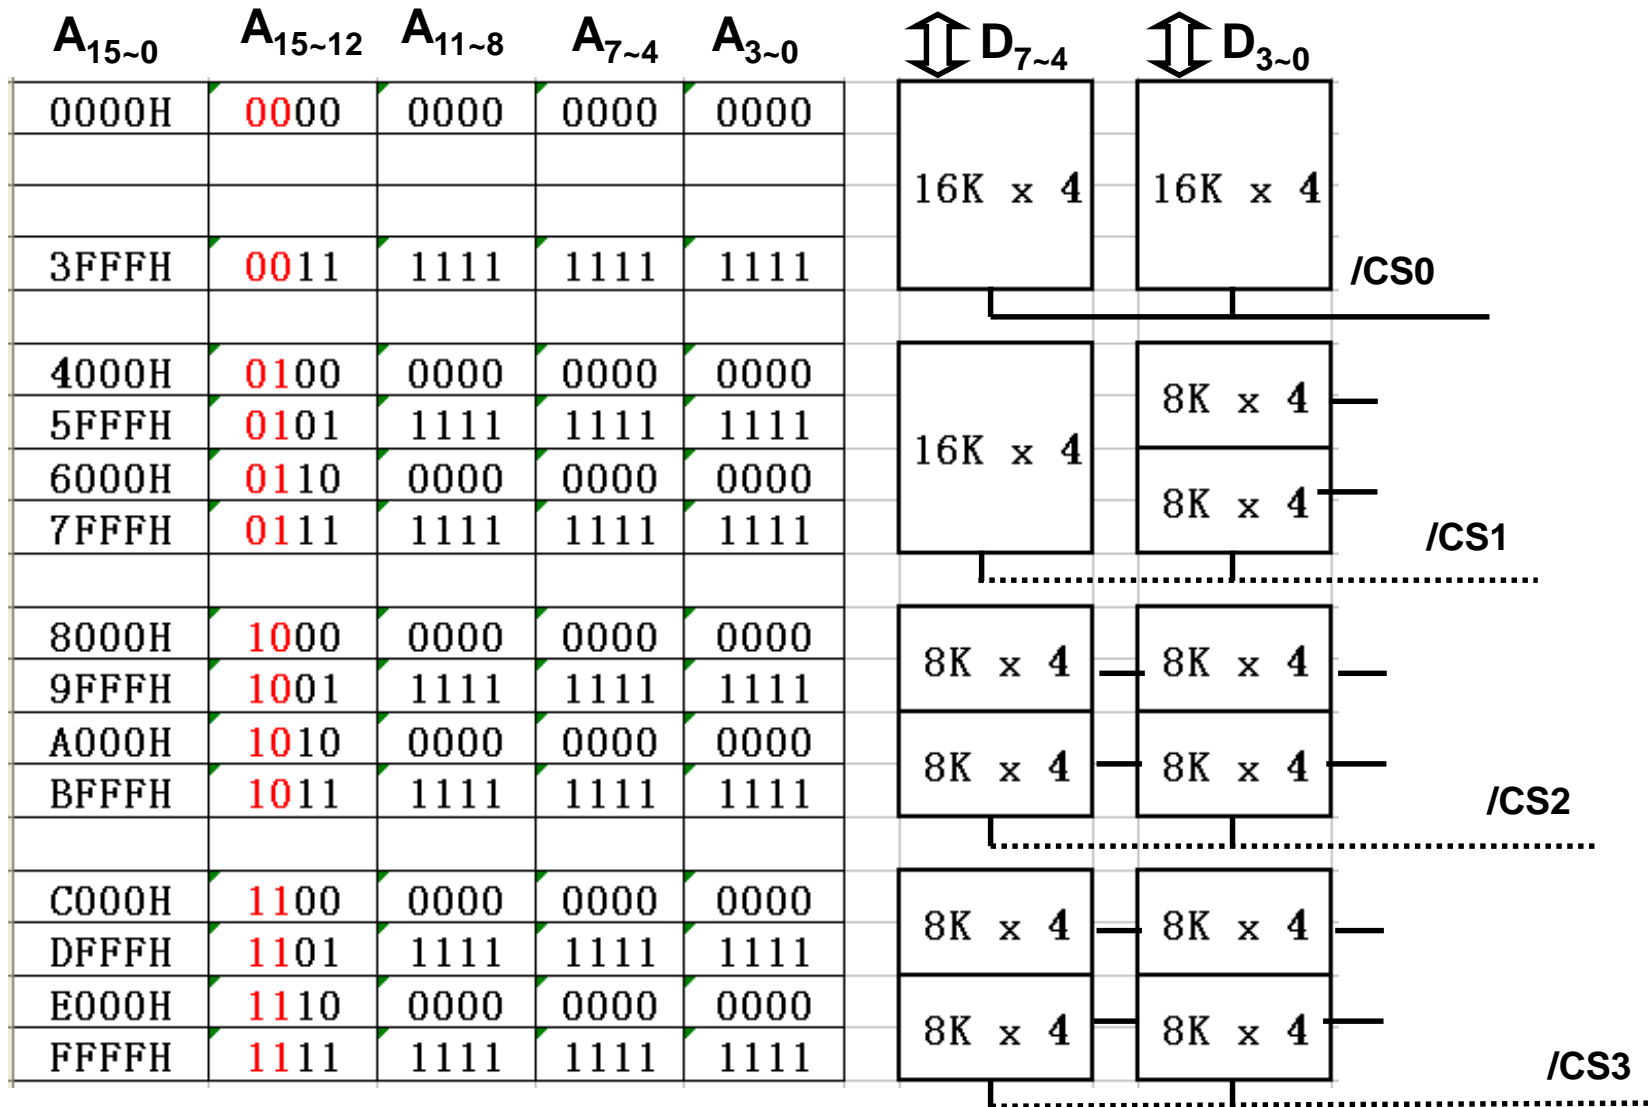 A15~0 A15~12 A11~8 A7~4 A3~0 D7~4 D3~0
0000H 0000 0000 0000 0000
16K x 4 16K x 4
3FFFH 0011 1111 1111 1111
/CS0
4000H 0100 0000 0000 0000
8K x 4
5FFFH 0101 1111 1111 1111
16K x 4
6000H 0110 0000 0000 0000
8K x 4
7FFFH 0111 1111 1111 1111
/CS1
8000H 1000 0000 0000 0000
8K x 4 8K x 4
9FFFH 1001 1111 1111 1111
A000H 1010 0000 0000 0000
8K x 4 8K x 4
BFFFH 1011 1111 1111 1111
/CS2
C000H 1100 0000 0000 0000
8K x 4 8K x 4
DFFFH 1101 1111 1111 1111
E000H 1110 0000 0000 0000
8K x 4 8K x 4
FFFFH 1111 1111 1111 1111
/CS3